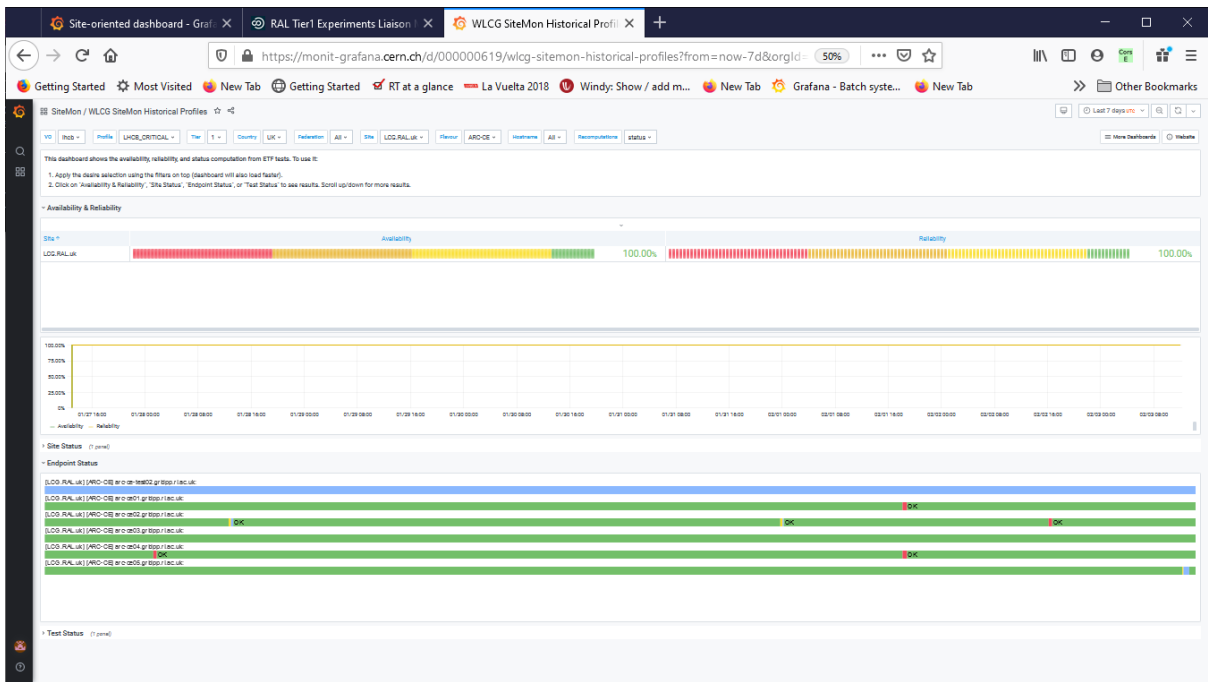 Site-oriented dashboard - Grafa
RAL Tier1 Experiments Liaison M
WLCG SiteMon Historical Profil
https://monit-grafana.cern.ch/d/000000619/wlcg-sitemon-historical-profiles?from=now-7d&orgId=
50%
Getting Started Most Visited New Tab Getting Started RT at a glance La Vuelta 2018 Windy: Show / add m... New Tab Grafana - Batch syste... New Tab Other Bookmarks
SiteMon / WLCG SiteMon Historical Profiles
Last 7 days UTC
VO lhcb Profile LHCB_CRITICAL Tier 1 Country UK Federation All Site LCG.RAL.uk Flavour ARC-CE Hostname All Recomputations status
More Dashboards Website
This dashboard shows the availability, reliability, and status computation from ETF tests. To use it:
1. Apply the desire selection using the filters on top (dashboard will also load faster).
2. Click on 'Availability & Reliability', 'Site Status', 'Endpoint Status', or 'Test Status' to see results. Scroll up/down for more results.
Availability & Reliability
Site Availability Reliability
LCG.RAL.uk 100.00% 100.00%
100.00%
75.00%
50.00%
25.00%
0%
01/27 16:00 01/28 00:00 01/28 08:00 01/28 16:00 01/29 00:00 01/29 08:00 01/29 16:00 01/30 00:00 01/30 08:00 01/30 16:00 01/31 00:00 01/31 08:00 01/31 16:00 02/01 00:00 02/01 08:00 02/01 16:00 02/02 00:00 02/02 08:00 02/02 16:00 02/03 00:00 02/03 08:00
Availability Reliability
Site Status (1 panel)
Endpoint Status
[LCG.RAL.uk] [ARC-CE] arc-ce-test02.gridpp.rl.ac.uk:
[LCG.RAL.uk] [ARC-CE] arc-ce01.gridpp.rl.ac.uk:
OK
[LCG.RAL.uk] [ARC-CE] arc-ce02.gridpp.rl.ac.uk:
OK OK OK
[LCG.RAL.uk] [ARC-CE] arc-ce03.gridpp.rl.ac.uk:
[LCG.RAL.uk] [ARC-CE] arc-ce04.gridpp.rl.ac.uk:
OK OK
[LCG.RAL.uk] [ARC-CE] arc-ce05.gridpp.rl.ac.uk:
Test Status (1 panel)